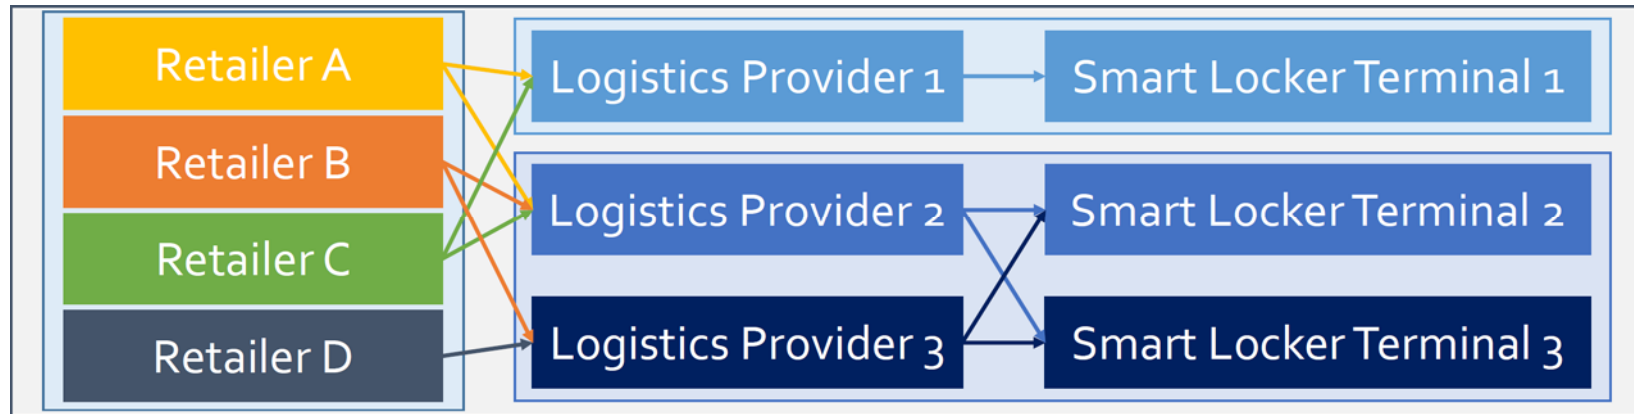 Retailer A
Retailer B
Retailer C
Retailer D
Logistics Provider 1
Smart Locker Terminal 1
Logistics Provider 2
Smart Locker Terminal 2
Logistics Provider 3
Smart Locker Terminal 3